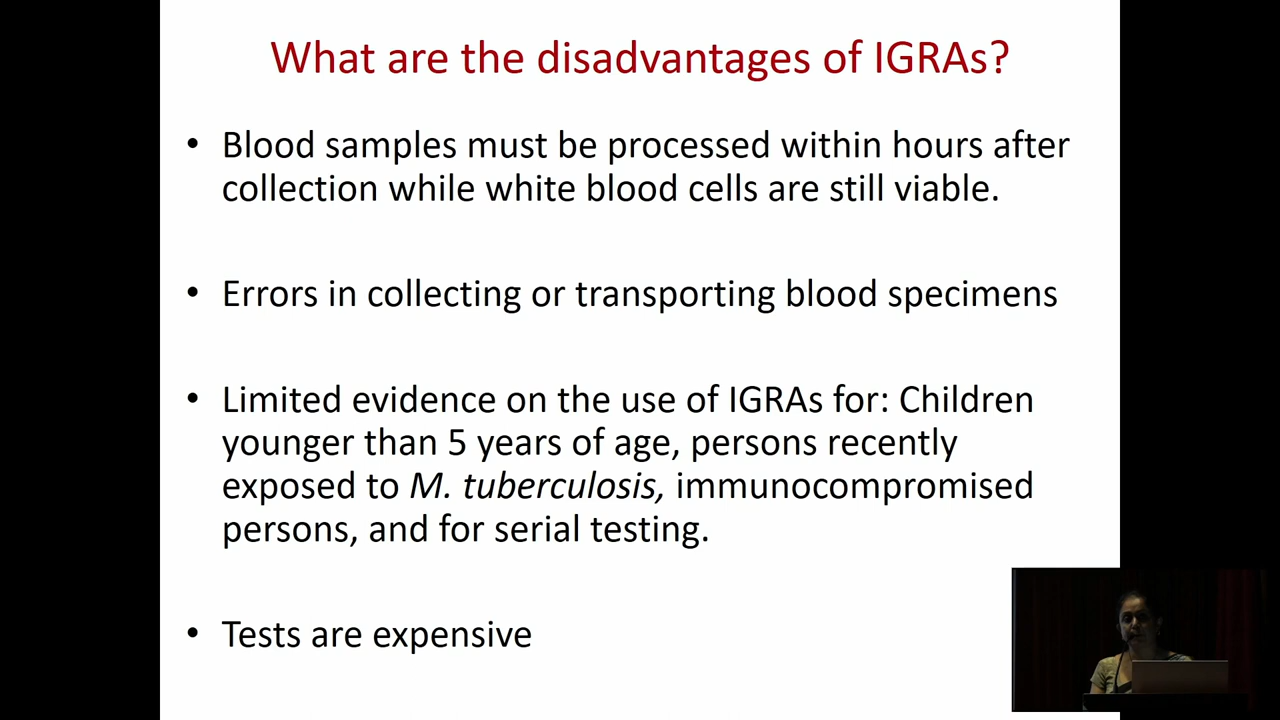 What are the disadvantages of IGRAs?
• Blood samples must be processed within hours after
collection while white blood cells are still viable.
• Errors in collecting or transporting blood specimens
• Limited evidence on the use of IGRAs for: Children
younger than 5 years of age, persons recently
exposed to M. tuberculosis, immunocompromised
persons, and for serial testing.
• Tests are expensive